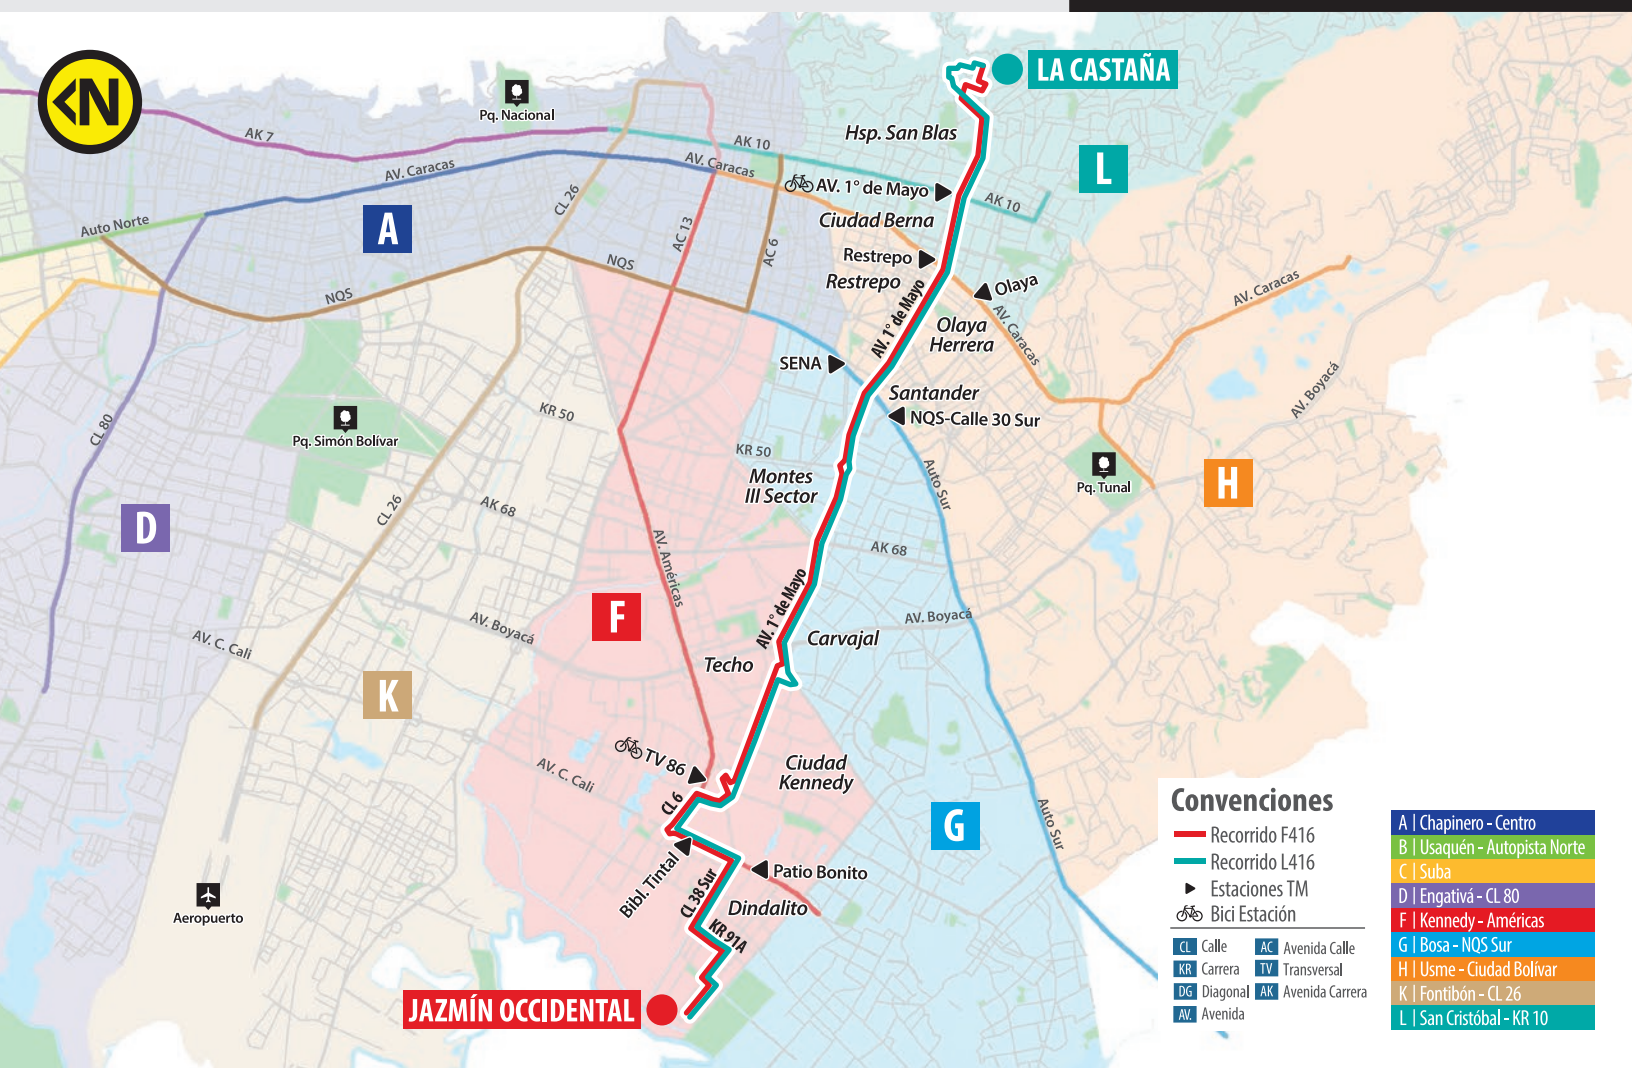 N
LA CASTAÑA
Pq. Nacional
AK 7
AV. Caracas
AK 10
Hsp. San Blas
L
AV. Caracas
AV. 1° de Mayo
AK 10
CL 26
Auto Norte
A
AC 13
AC 6
Ciudad Berna
Restrepo
Restrepo
NQS
NQS
Olaya
AV. Caracas
AV. Caracas
AV. 1° de Mayo
Olaya
Herrera
SENA
Santander
NQS-Calle 30 Sur
AV. Boyacá
CL 80
KR 50
Pq. Simón Bolívar
KR 50
Montes
III Sector
Auto Sur
Pq. Tunal
H
D
CL 26
AK 68
AK 68
AV. Américas
AV. 1° de Mayo
F
AV. Boyacá
AV. Boyacá
AV. C. Cali
Carvajal
Techo
K
TV 86
AV. C. Cali
Ciudad
Kennedy
CL 6
G
Auto Sur
Bibl. Tintal
Patio Bonito
CL 38 Sur
Dindalito
KR 91A
Aeropuerto
JAZMÍN OCCIDENTAL
Convenciones
Recorrido F416
Recorrido L416
Estaciones TM
Bici Estación
CL Calle
AC Avenida Calle
KR Carrera
TV Transversal
DG Diagonal
AK Avenida Carrera
AV. Avenida
A | Chapinero - Centro
B | Usaquén - Autopista Norte
C | Suba
D | Engativá - CL 80
F | Kennedy - Américas
G | Bosa - NQS Sur
H | Usme - Ciudad Bolívar
K | Fontibón - CL 26
L | San Cristóbal - KR 10